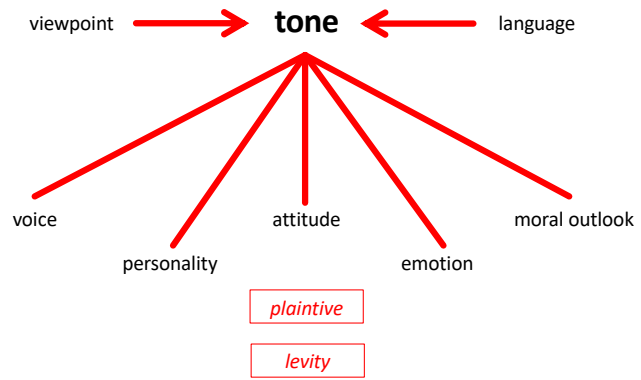 viewpoint
tone
language
voice
attitude
moral outlook
personality
emotion
plaintive
levity